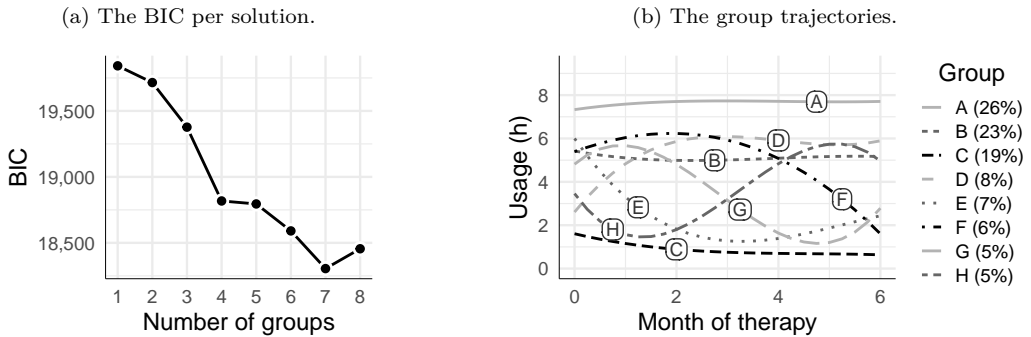 (a) The BIC per solution.
BIC
19,500
19,000
18,500
1 2 3 4 5 6 7 8
Number of groups
(b) The group trajectories.
Usage (h)
8
6
4
2
0
A
D
B
E
G
F
H
C
0 2 4 6
Month of therapy
Group
A (26%)
B (23%)
C (19%)
D (8%)
E (7%)
F (6%)
G (5%)
H (5%)